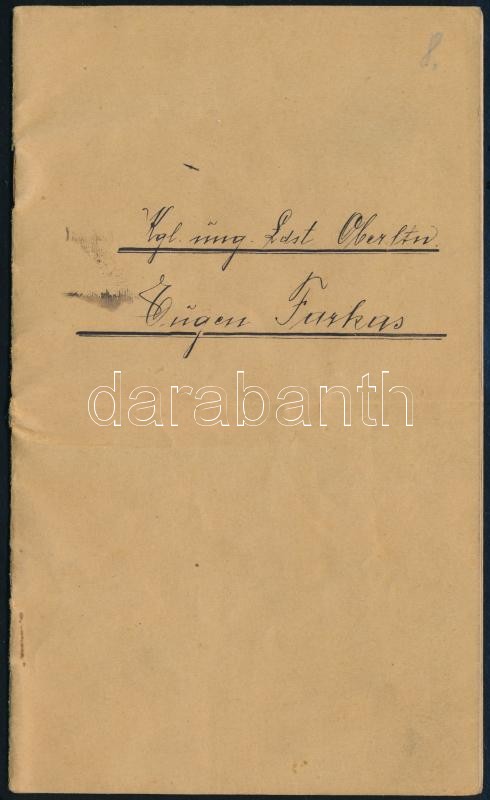 8.
Kgl. ung. Ldst Oberltn.
Eugen Farkas
darabanth